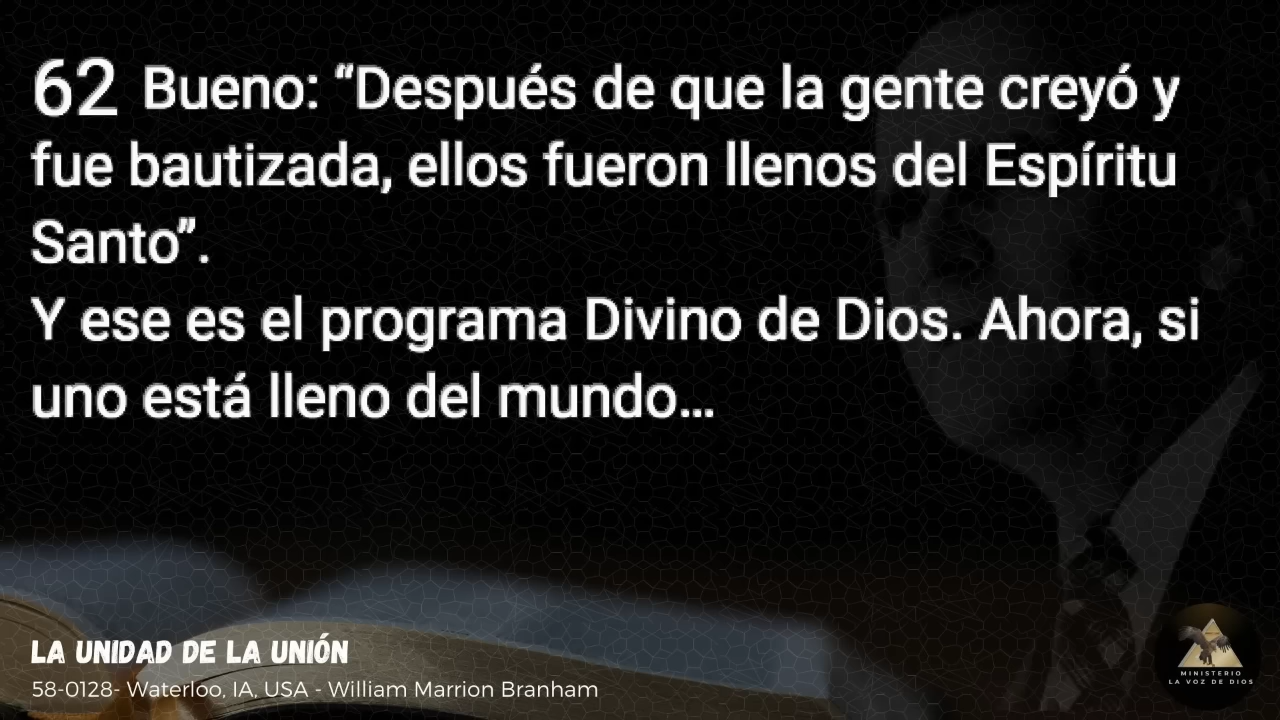 62 Bueno: “Después de que la gente creyó y
fue bautizada, ellos fueron llenos del Espíritu
Santo”.
Y ese es el programa Divino de Dios. Ahora, si
uno está lleno del mundo…
LA UNIDAD DE LA UNIÓN
58-0128- Waterloo, IA, USA - William Marrion Branham
MINISTERIO
LA VOZ DE DIOS